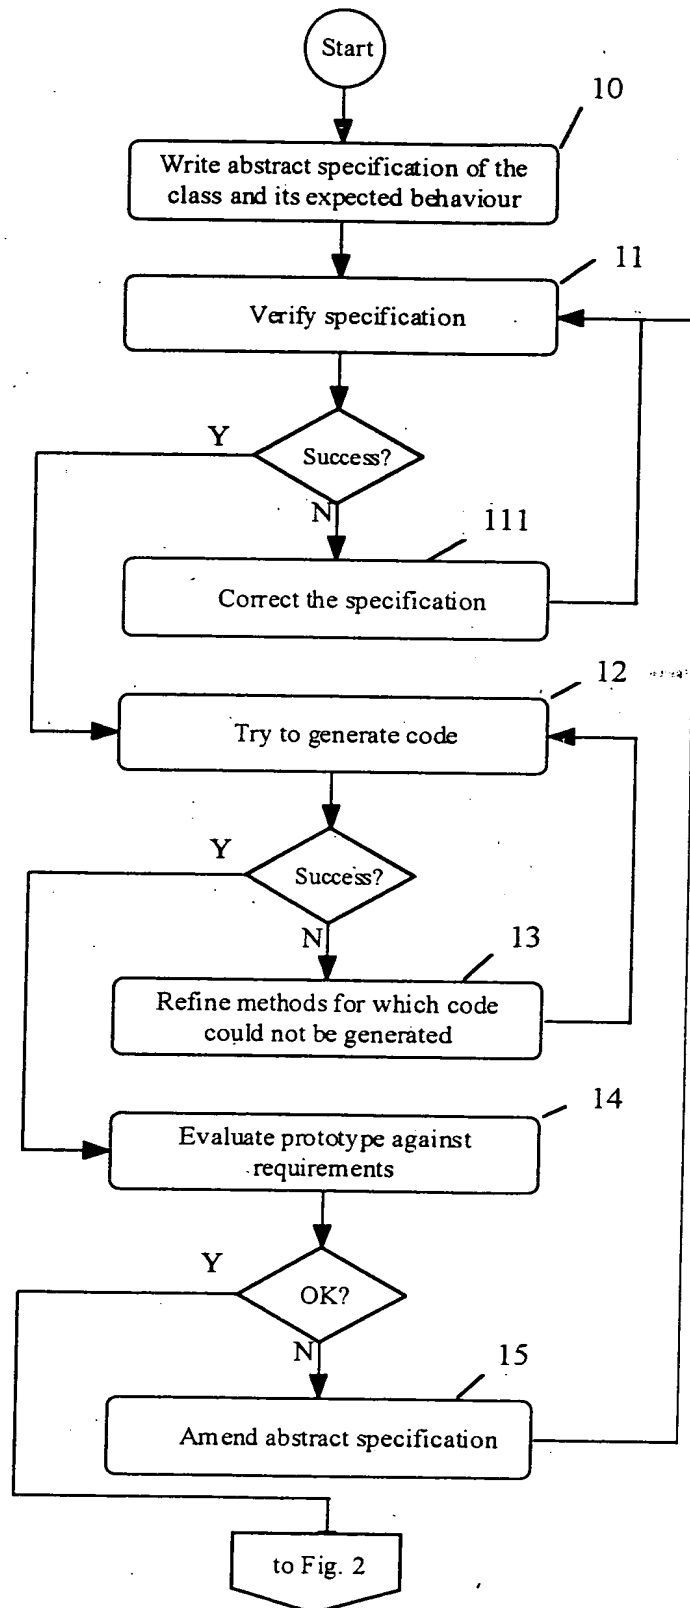 Start
10
Write abstract specification of the
class and its expected behaviour
11
Verify specification
Y
Success?
N
111
Correct the specification
12
Try to generate code
Y
Success?
N
13
Refine methods for which code
could not be generated
14
Evaluate prototype against
requirements
Y
OK?
N
15
Amend abstract specification
to Fig. 2